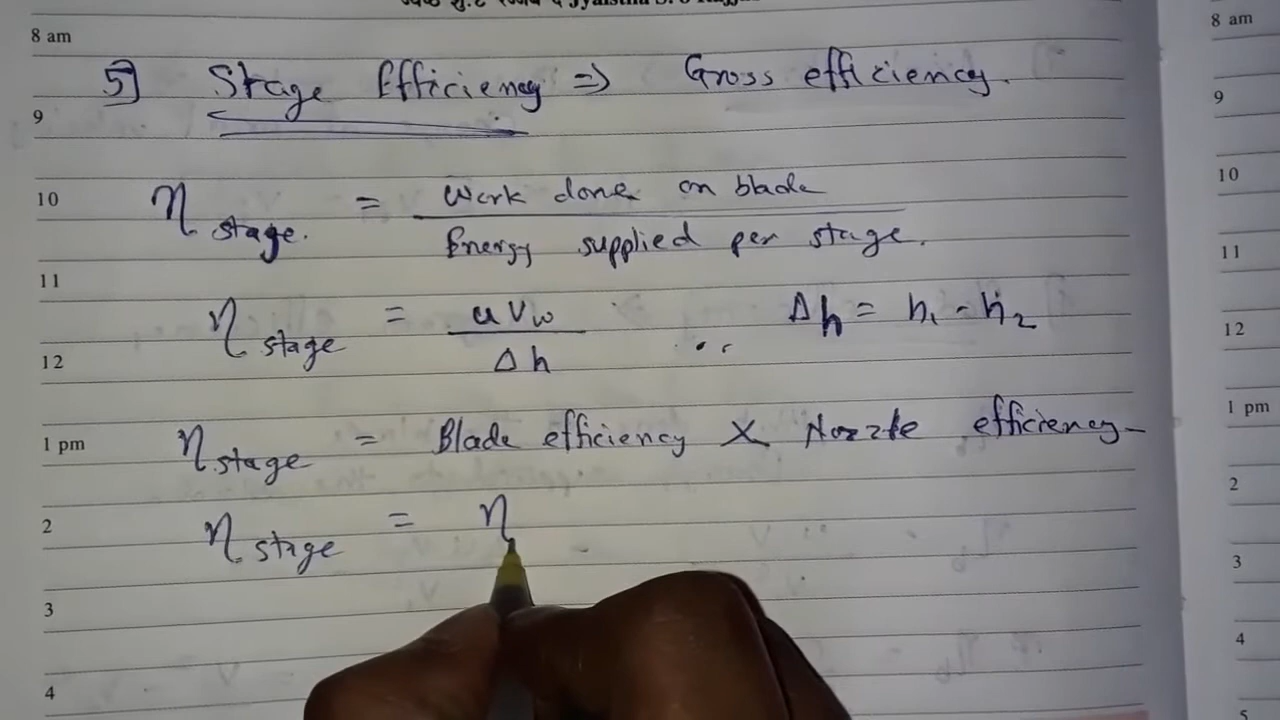 8 am 8 am
5] Stage Efficiency ⇒ Gross efficiency.
9 9
10 η stage. = Work done on blade 10
Energy supplied per stage.
11 11
η stage = u Vw ∴ Δh = h1 - h2 12
12 Δh
1 pm η stage = Blade efficiency X Nozzle efficiency 1 pm
2 η stage = η 2
3 3
4 4
5